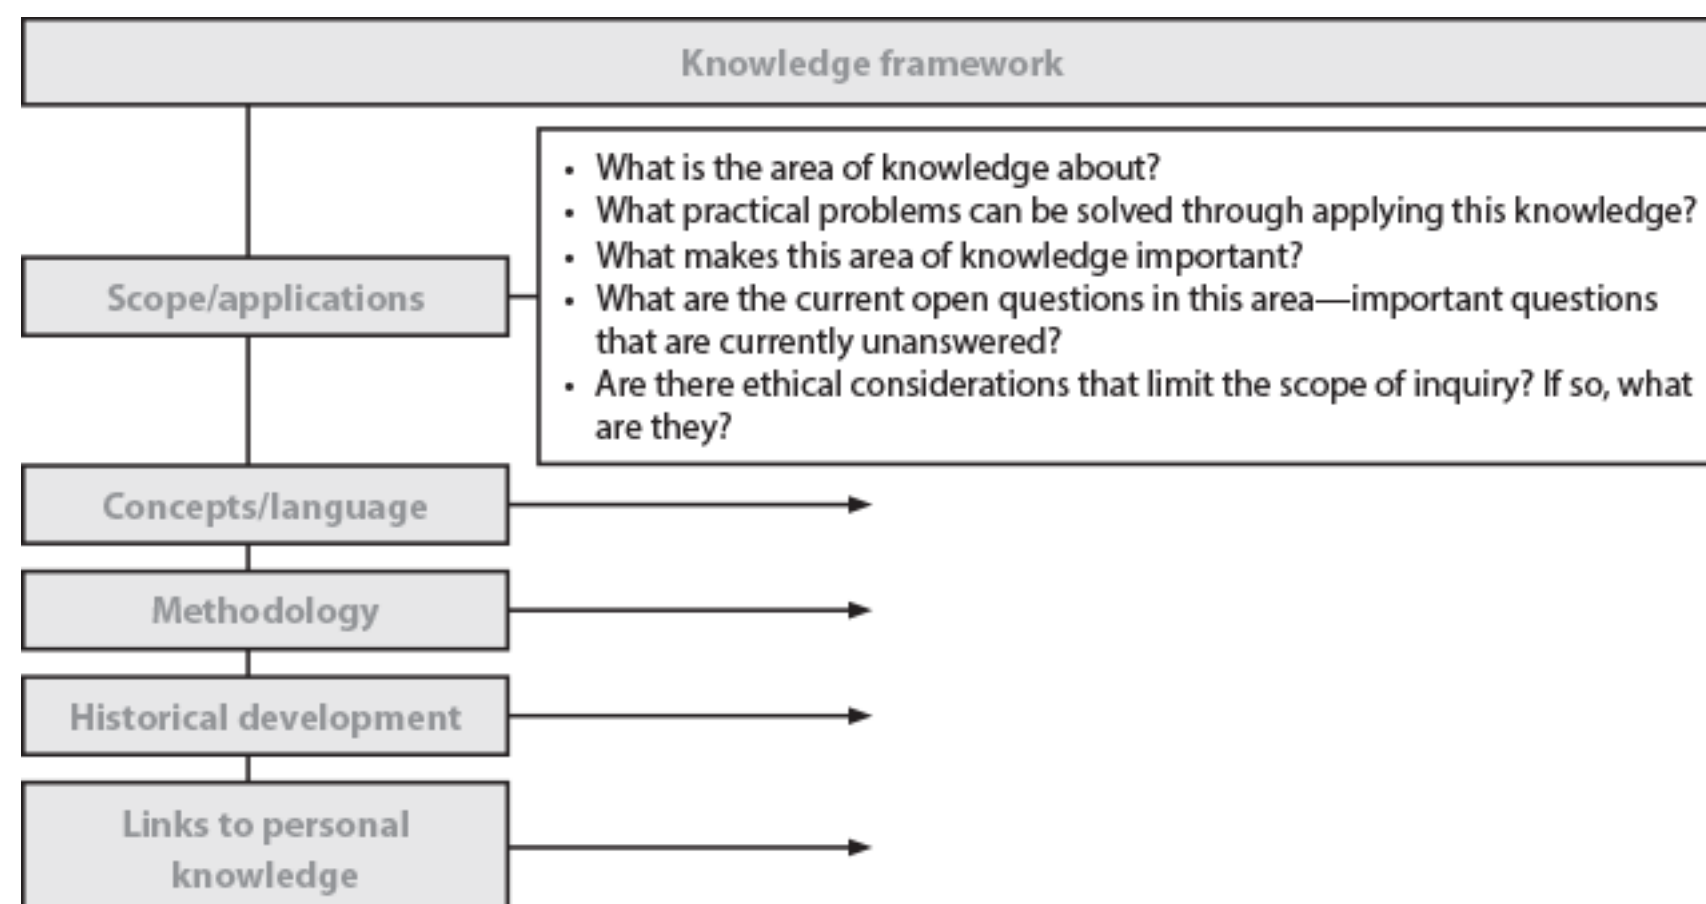 Knowledge framework
• What is the area of knowledge about?
• What practical problems can be solved through applying this knowledge?
• What makes this area of knowledge important?
• What are the current open questions in this area—important questions
that are currently unanswered?
• Are there ethical considerations that limit the scope of inquiry? If so, what
are they?
Scope/applications
Concepts/language
Methodology
Historical development
Links to personal
knowledge